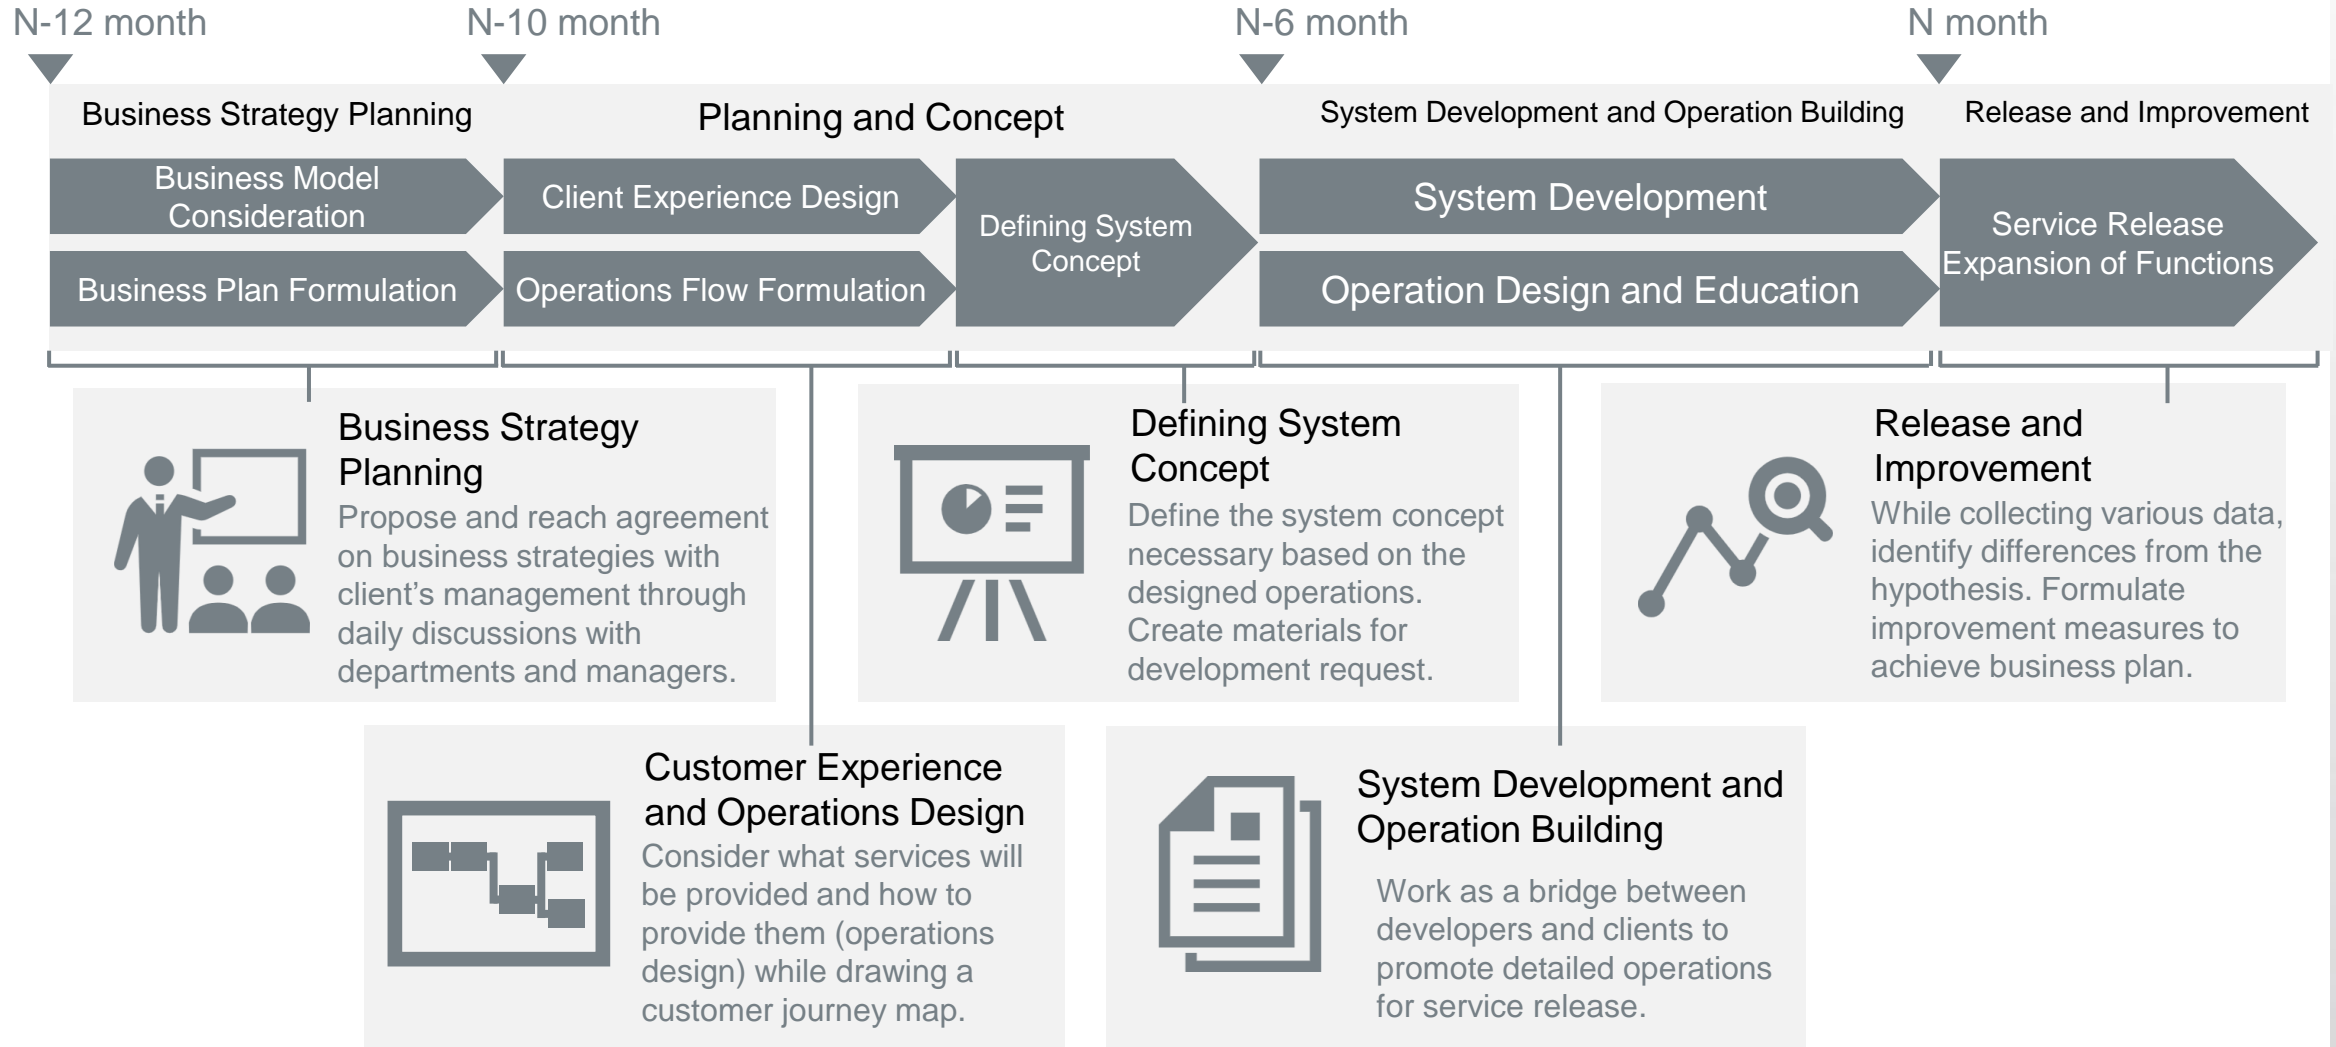 N-12 month
N-10 month
N-6 month
N month
Business Strategy Planning
Planning and Concept
System Development and Operation Building
Release and Improvement
Business Model
Consideration
Client Experience Design
Defining System
Concept
System Development
Service Release
Expansion of Functions
Business Plan Formulation
Operations Flow Formulation
Operation Design and Education
Business Strategy
Planning
Propose and reach agreement
on business strategies with
client’s management through
daily discussions with
departments and managers.
Defining System
Concept
Define the system concept
necessary based on the
designed operations.
Create materials for
development request.
Release and
Improvement
While collecting various data,
identify differences from the
hypothesis. Formulate
improvement measures to
achieve business plan.
Customer Experience
and Operations Design
Consider what services will
be provided and how to
provide them (operations
design) while drawing a
customer journey map.
System Development and
Operation Building
Work as a bridge between
developers and clients to
promote detailed operations
for service release.